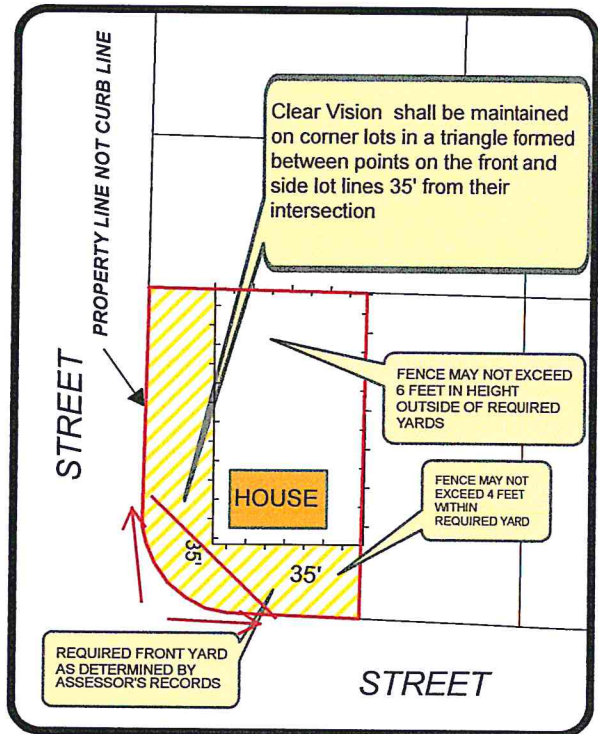 PROPERTY LINE NOT CURB LINE
Clear Vision shall be maintained
on corner lots in a triangle formed
between points on the front and
side lot lines 35' from their
intersection
STREET
FENCE MAY NOT EXCEED
6 FEET IN HEIGHT
OUTSIDE OF REQUIRED
YARDS
FENCE MAY NOT
EXCEED 4 FEET
WITHIN
REQUIRED YARD
HOUSE
35'
35'
REQUIRED FRONT YARD
AS DETERMINED BY
ASSESSOR'S RECORDS
STREET